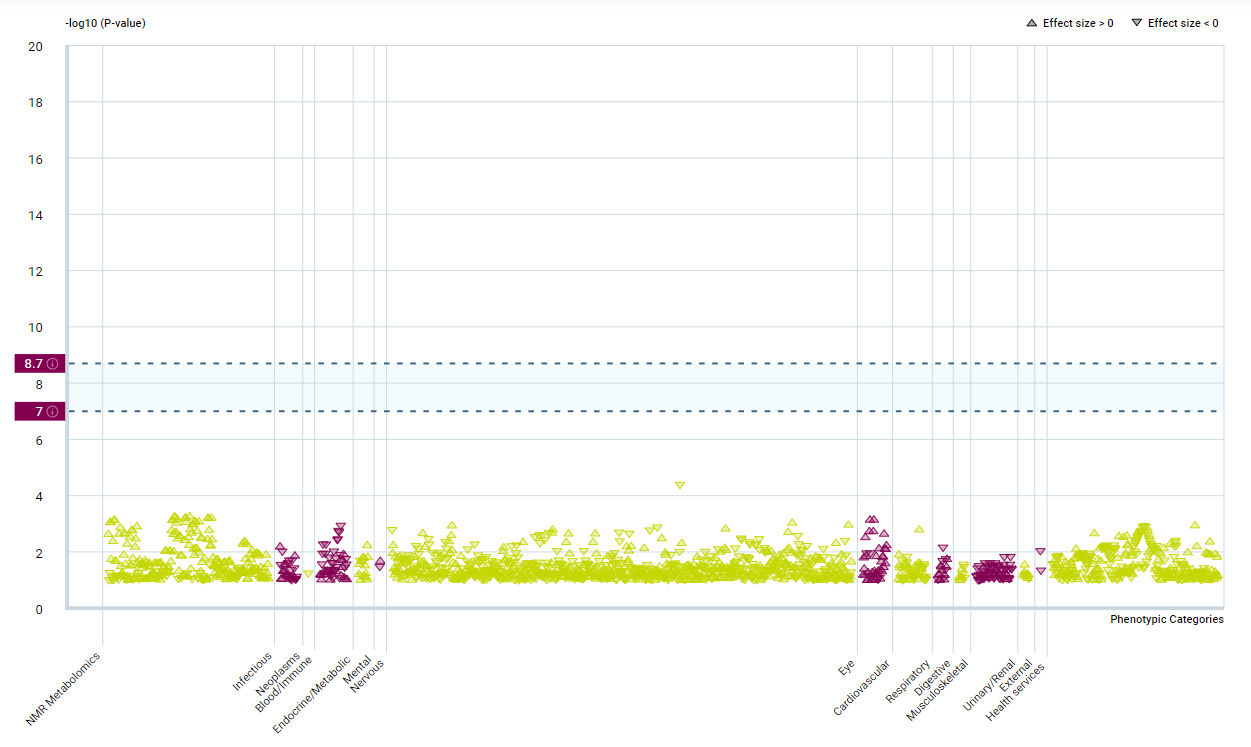 -log10 (P-value)
Effect size > 0
Effect size < 0
20
18
16
14
12
10
8.7
8
7
6
4
2
0
Phenotypic Categories
NMR Metabolomics
Infectious
Neoplasms
Blood/Immune
Endocrine/Metabolic
Mental
Nervous
Eye
Cardiovascular
Respiratory
Digestive
Musculoskeletal
Urinary/Renal
External
Health services